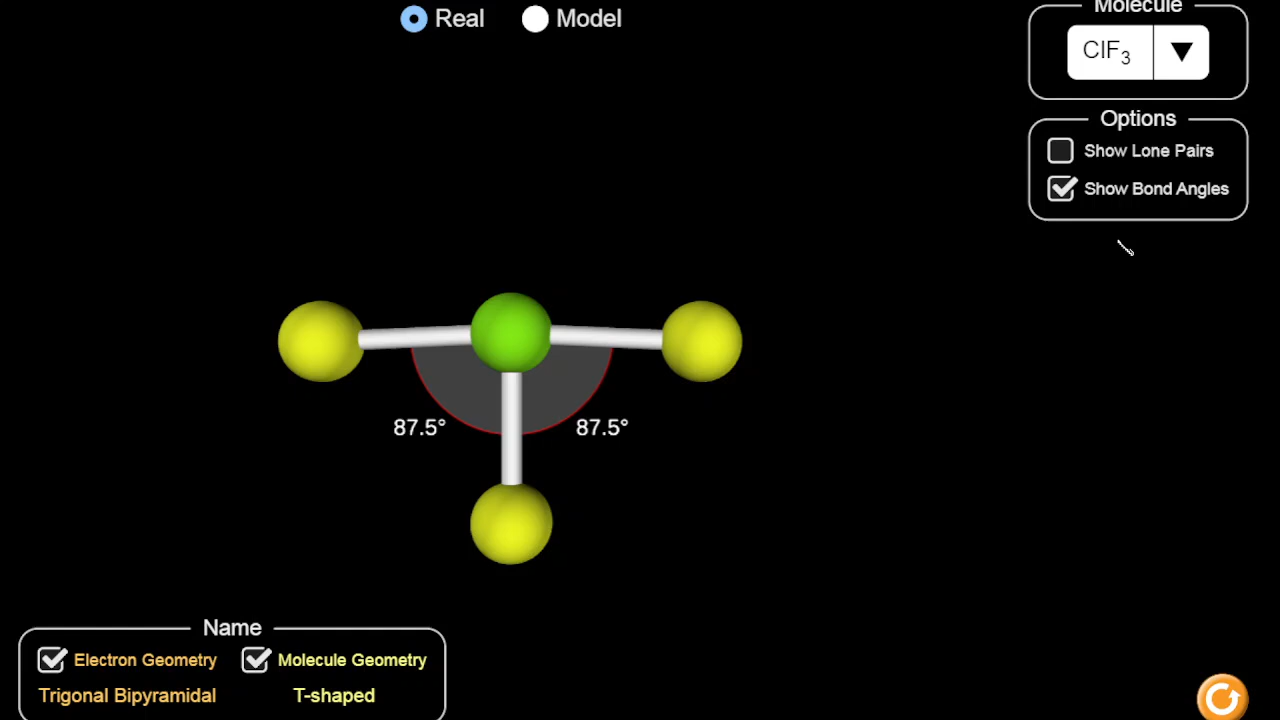 Real Model
Molecule
ClF₃
Options
Show Lone Pairs
Show Bond Angles
87.5° 87.5°
Name
Electron Geometry Molecule Geometry
Trigonal Bipyramidal T-shaped